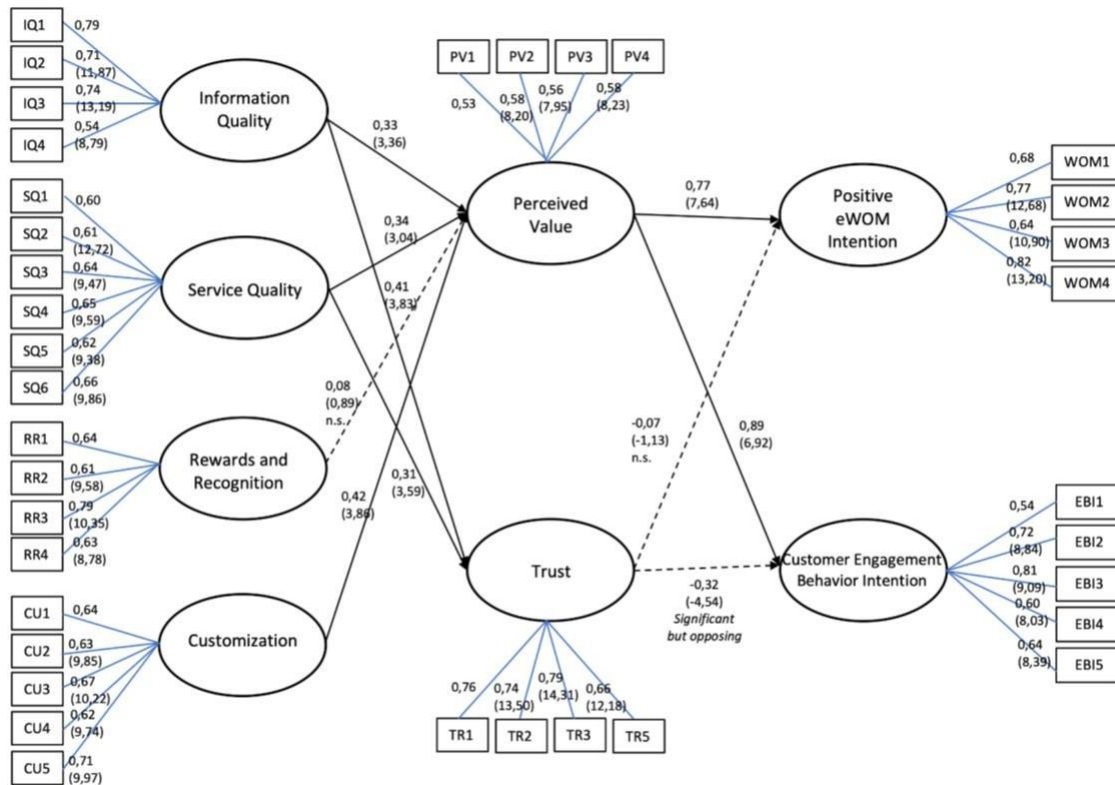 IQ1
0,79
IQ2
0,71
(11,87)
IQ3
0,74
(13,19)
IQ4
0,54
(8,79)
Information
Quality
SQ1
0,60
SQ2
0,61
(12,72)
SQ3
0,64
(9,47)
SQ4
0,65
(9,59)
SQ5
0,62
(9,38)
SQ6
0,66
(9,86)
Service Quality
RR1
0,64
RR2
0,61
(9,58)
RR3
0,79
(10,35)
RR4
0,63
(8,78)
Rewards and
Recognition
CU1
0,64
CU2
0,63
(9,85)
CU3
0,67
(10,22)
CU4
0,62
(9,74)
CU5
0,71
(9,97)
Customization
0,33
(3,36)
0,34
(3,04)
0,41
(3,83)
0,08
(0,89)
n.s.
0,42
(3,86)
0,31
(3,59)
PV1
PV2
PV3
PV4
0,53
0,58
(8,20)
0,56
(7,95)
0,58
(8,23)
Perceived
Value
Trust
0,76
0,74
(13,50)
0,79
(14,31)
0,66
(12,18)
TR1
TR2
TR3
TR5
0,77
(7,64)
-0,07
(-1,13)
n.s.
0,89
(6,92)
-0,32
(-4,54)
Significant
but opposing
Positive
eWOM
Intention
0,68
WOM1
0,77
(12,68)
WOM2
0,64
(10,90)
WOM3
0,82
(13,20)
WOM4
Customer Engagement
Behavior Intention
0,54
EBI1
0,72
(8,84)
EBI2
0,81
(9,09)
EBI3
0,60
(8,03)
EBI4
0,64
(8,39)
EBI5